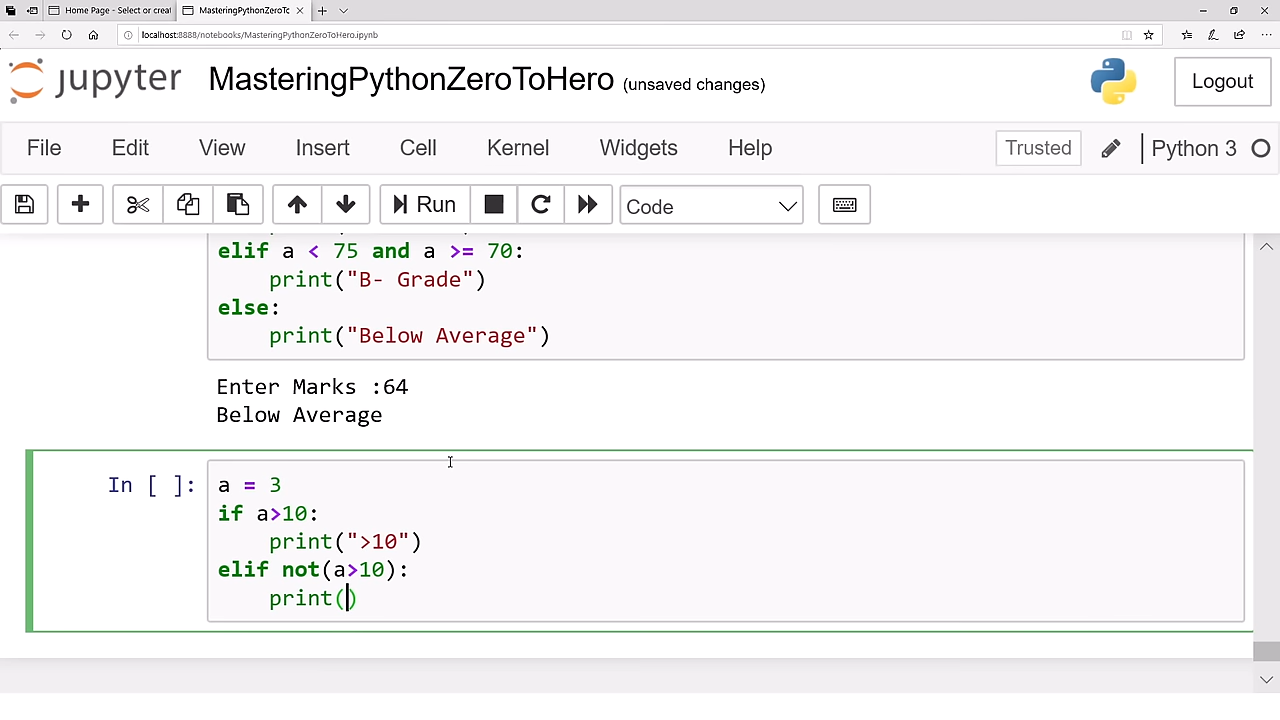 Home Page - Select or creat
MasteringPythonZeroTc
localhost:8888/notebooks/MasteringPythonZeroToHero.ipynb
jupyter MasteringPythonZeroToHero (unsaved changes) Logout
File Edit View Insert Cell Kernel Widgets Help Trusted Python 3
Run Code
elif a < 75 and a >= 70:
    print("B- Grade")
else:
    print("Below Average")
Enter Marks :64
Below Average
In [ ]: a = 3
if a>10:
    print(">10")
elif not(a>10):
    print()